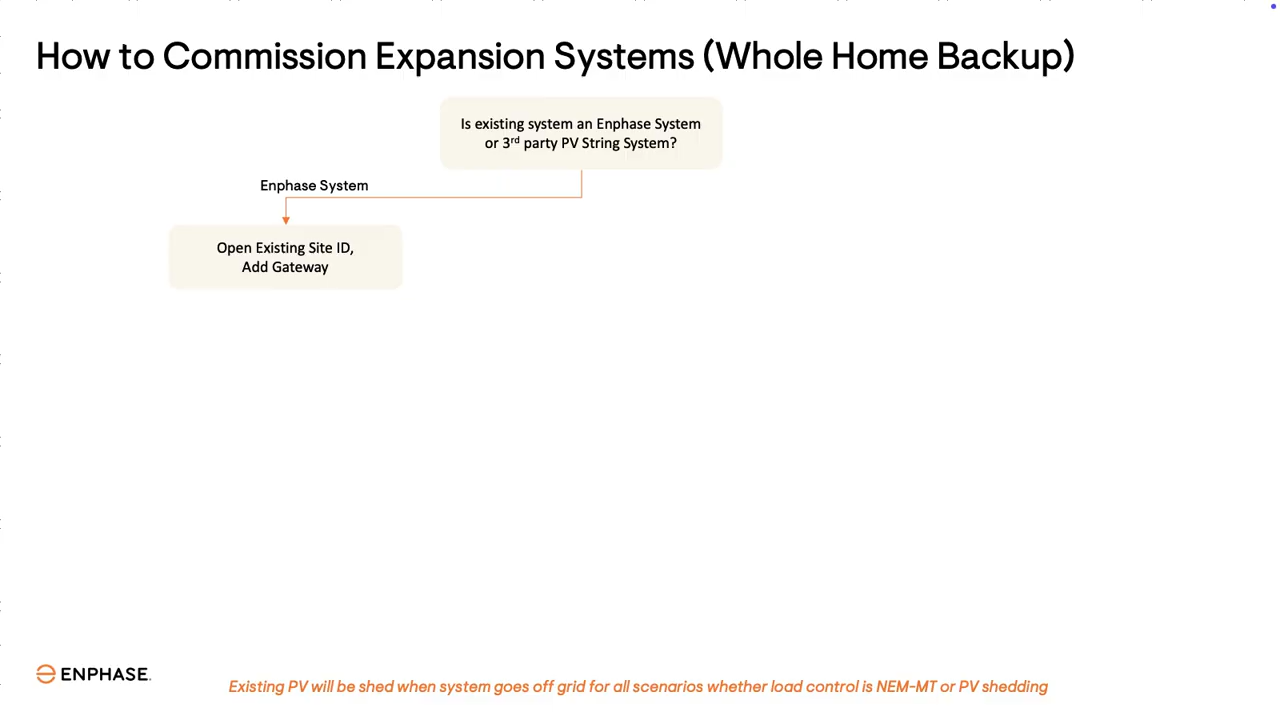 How to Commission Expansion Systems (Whole Home Backup)
Is existing system an Enphase System
or 3rd party PV String System?
Enphase System
Open Existing Site ID,
Add Gateway
ENPHASE.
Existing PV will be shed when system goes off grid for all scenarios whether load control is NEM-MT or PV shedding